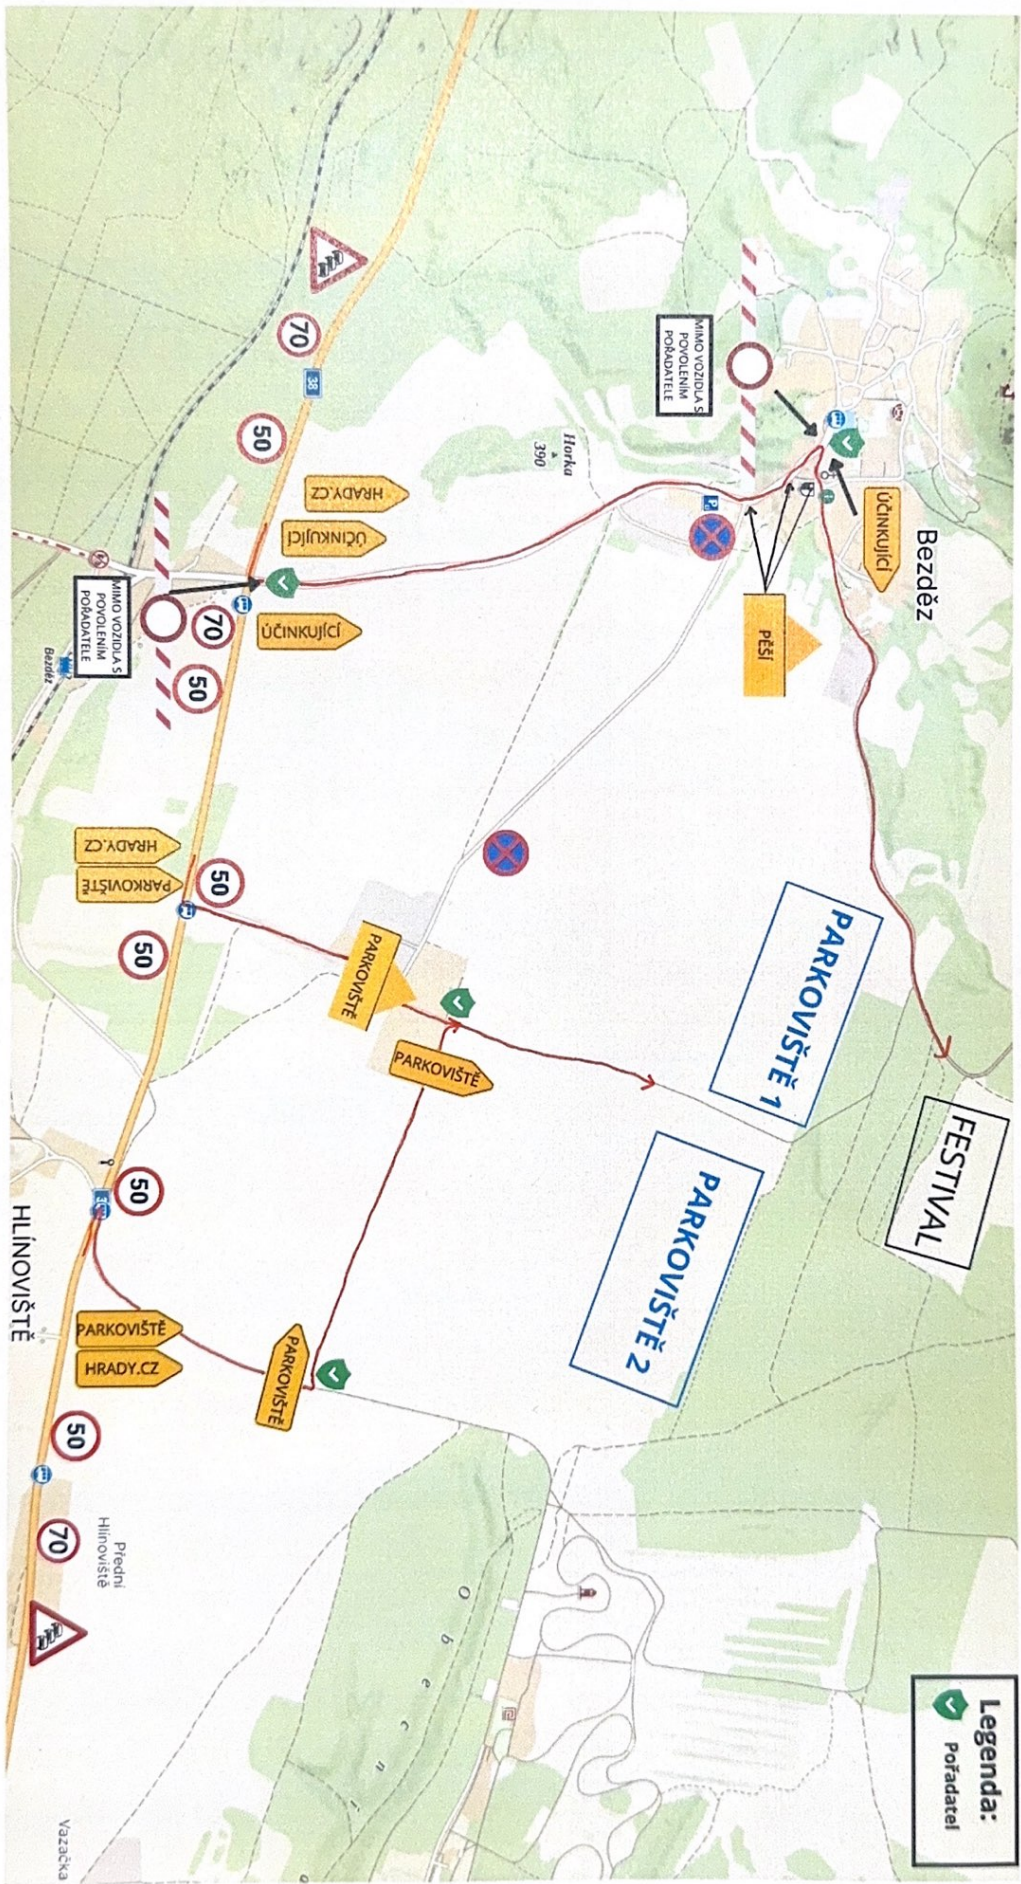 Bezděz
MIMO VOZIDLA S
POVOLENÍM
POŘADATELE
ÚČINKUJÍCÍ
PĚŠÍ
Horka
390
P
70
38
50
HRADY.CZ
ÚČINKUJÍCÍ
ÚČINKUJÍCÍ
70
50
MIMO VOZIDLA S
POVOLENÍM
POŘADATELE
Bezděz
HRADY.CZ
PARKOVIŠTĚ
50
50
PARKOVIŠTĚ
PARKOVIŠTĚ
PARKOVIŠTĚ 1
PARKOVIŠTĚ 2
FESTIVAL
50
HLÍNOVIŠTĚ
PARKOVIŠTĚ
HRADY.CZ
PARKOVIŠTĚ
50
70
Přední
Hlínoviště
Obecní
Vazačka
Legenda:
Pořadatel